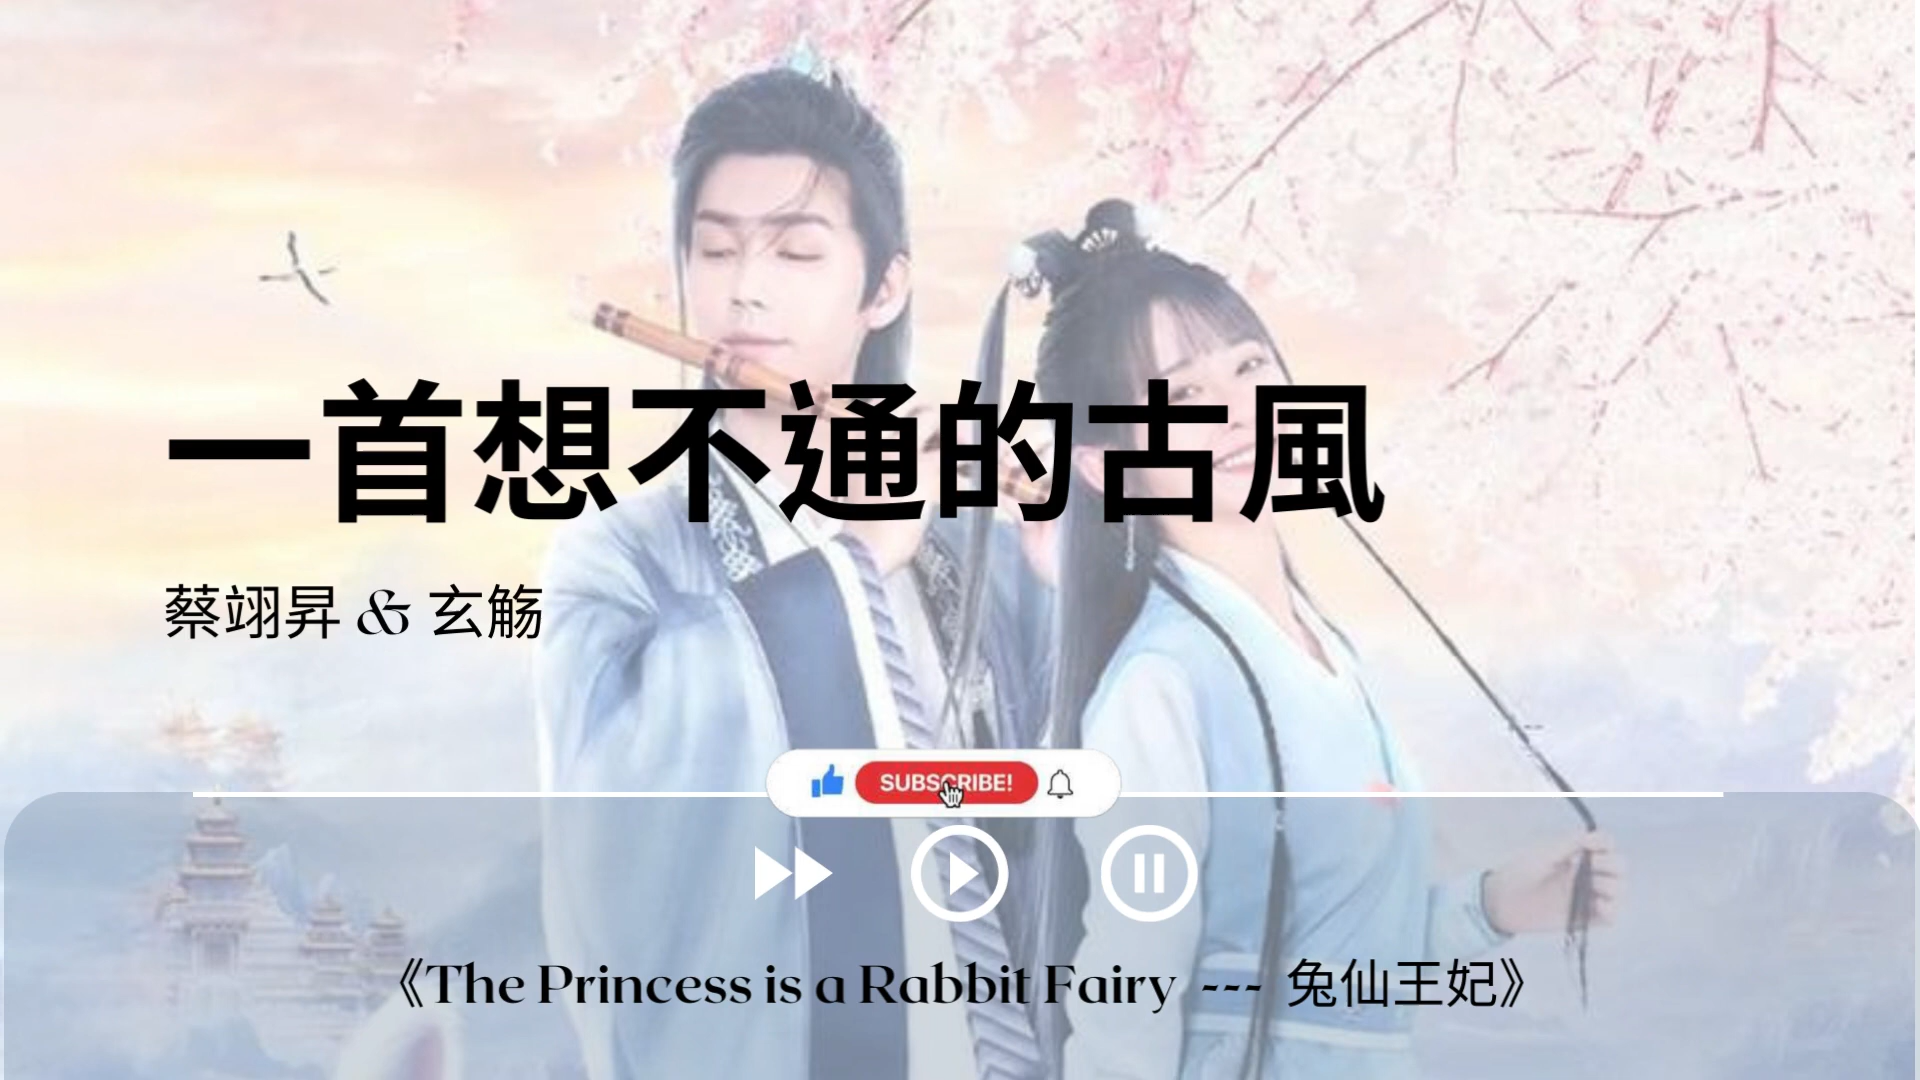 一首想不通的古風
蔡翊昇 & 玄觞
SUBSCRIBE!
《The Princess is a Rabbit Fairy --- 兔仙王妃》